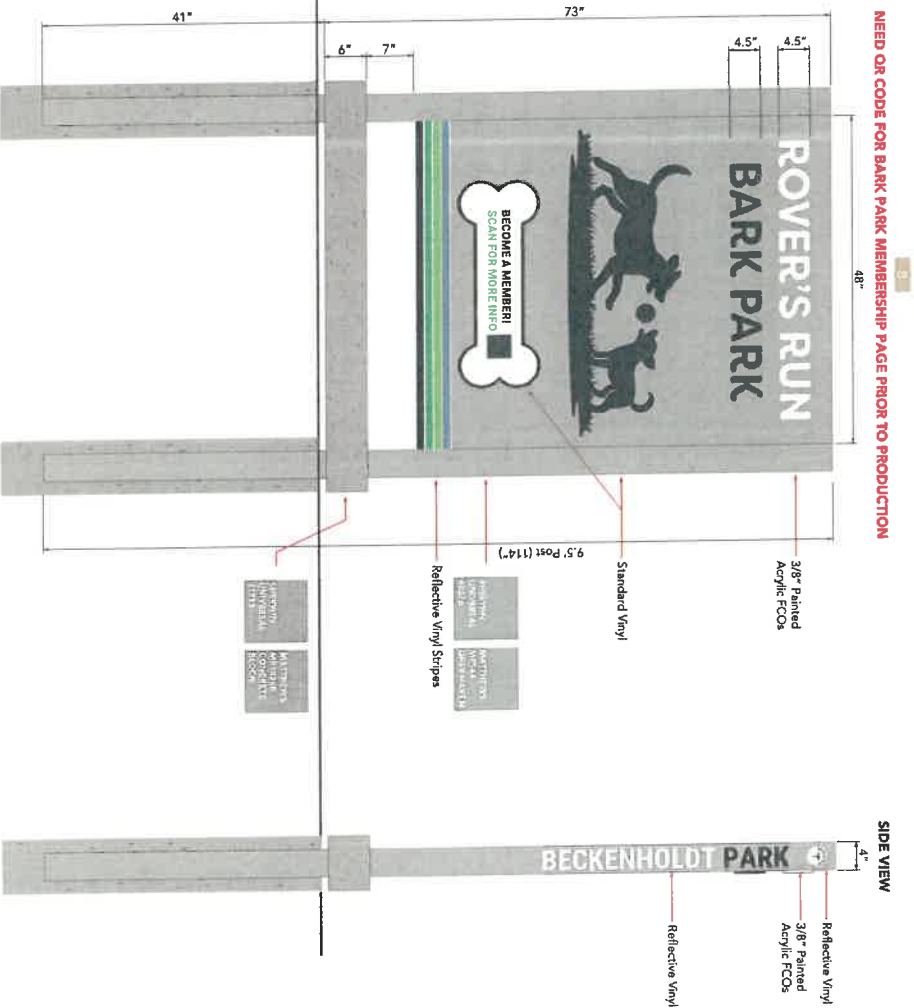 NEED QR CODE FOR BARK PARK MEMBERSHIP PAGE PRIOR TO PRODUCTION
48"
4.5"
4.5"
73"
41"
7"
6"
ROVER'S RUN
BARK PARK
BECOME A MEMBER!
SCAN FOR MORE INFO
9.5' Post (114")
3/8" Painted
Acrylic FCOs
Standard Vinyl
Reflective Vinyl Stripes
CONCRETE
BLOCK
SIDE VIEW
4"
BECKENHOLDT PARK
Reflective Vinyl
3/8" Painted
Acrylic FCOs
Reflective Vinyl